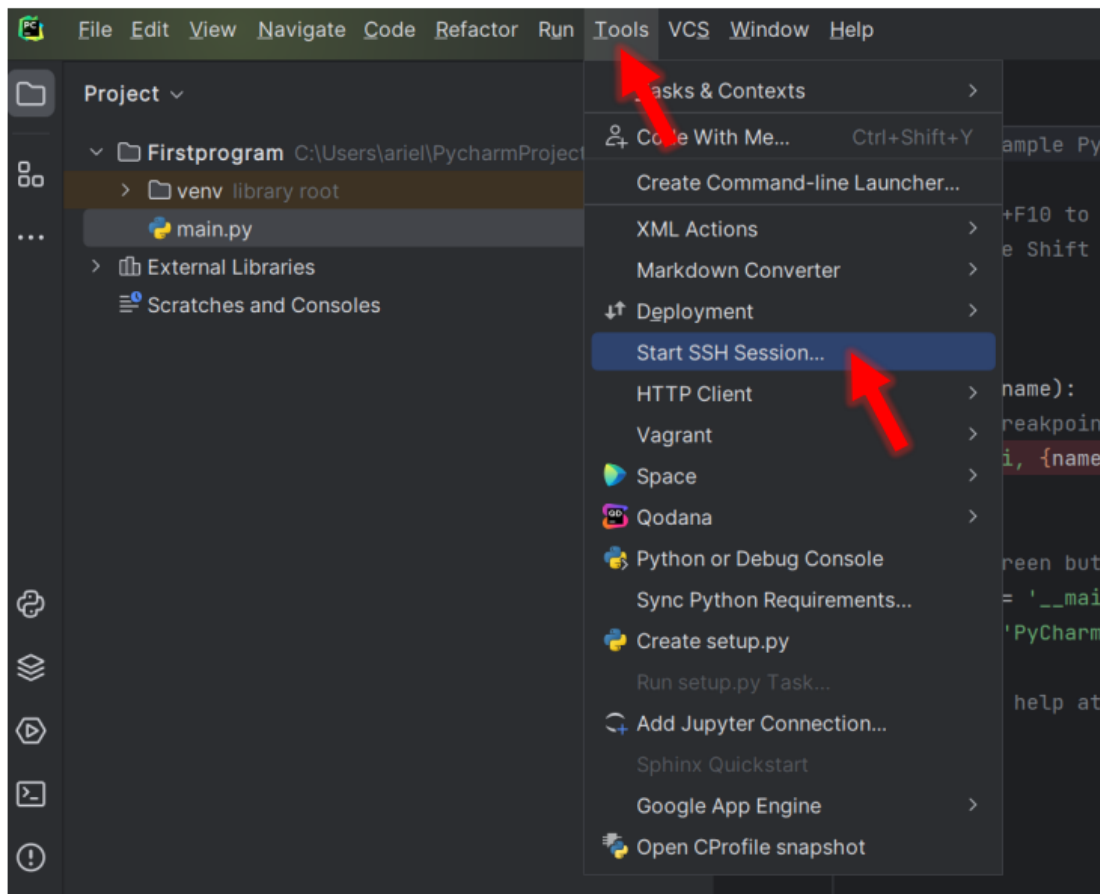 PC
File Edit View Navigate Code Refactor Run Tools VCS Window Help
Project
Firstprogram C:\Users\ariel\PycharmProject
venv library root
main.py
External Libraries
Scratches and Consoles
Tasks & Contexts
Code With Me... Ctrl+Shift+Y
Create Command-line Launcher...
XML Actions
Markdown Converter
Deployment
Start SSH Session...
HTTP Client
Vagrant
Space
QD
Qodana
Python or Debug Console
Sync Python Requirements...
Create setup.py
Run setup.py Task...
Add Jupyter Connection...
Sphinx Quickstart
Google App Engine
Open CProfile snapshot
ample Py
+F10 to
e Shift
name):
reakpoin
i, {name
reen but
= '__mai
'PyCharm
help at